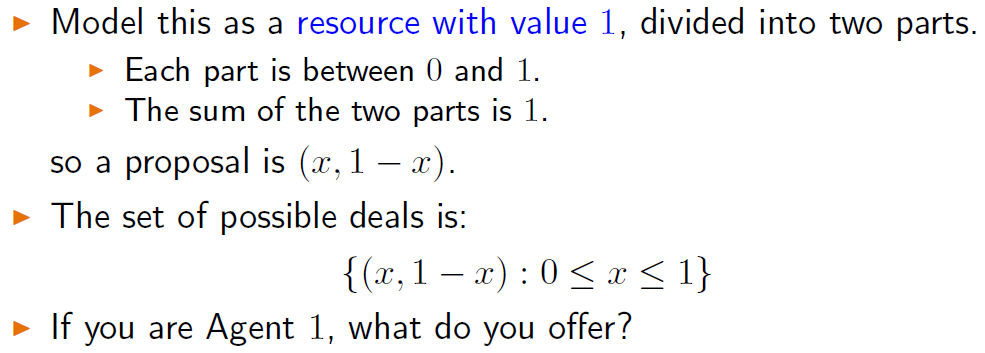 ▶ Model this as a resource with value 1, divided into two parts.
▶ Each part is between 0 and 1.
▶ The sum of the two parts is 1.
so a proposal is (x, 1 − x).
▶ The set of possible deals is:
{(x, 1 − x) : 0 ≤ x ≤ 1}
▶ If you are Agent 1, what do you offer?